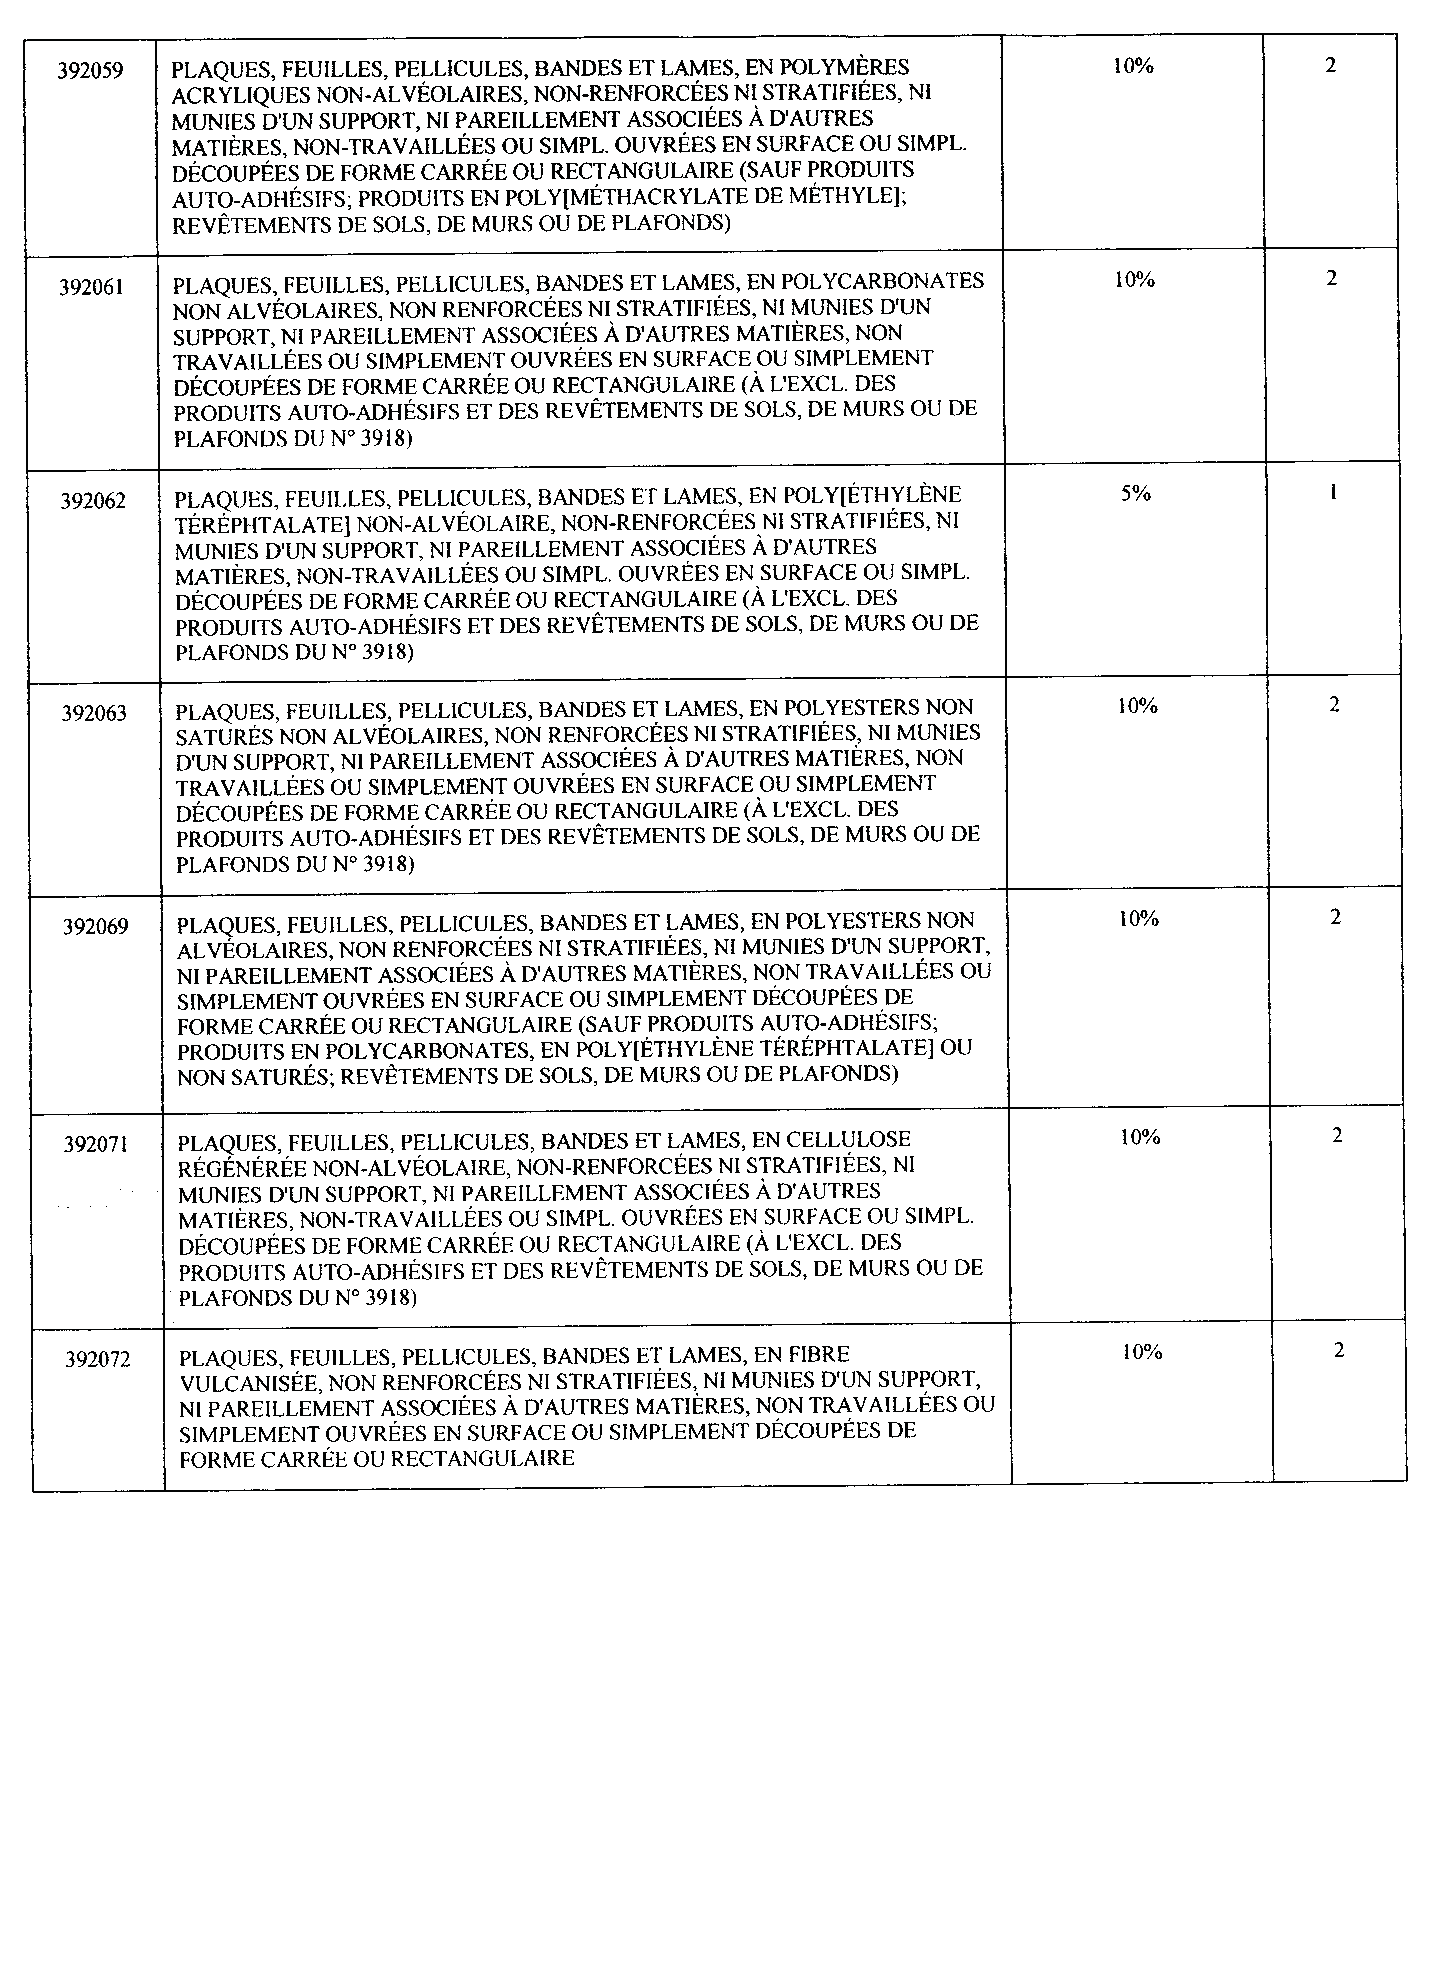 392059 PLAQUES, FEUILLES, PELLICULES, BANDES ET LAMES, EN POLYMÈRES 10% 2
ACRYLIQUES NON-ALVÉOLAIRES, NON-RENFORCÉES NI STRATIFIÉES, NI
MUNIES D'UN SUPPORT, NI PAREILLEMENT ASSOCIÉES À D'AUTRES
MATIÈRES, NON-TRAVAILLÉES OU SIMPL. OUVRÉES EN SURFACE OU SIMPL.
DÉCOUPÉES DE FORME CARRÉE OU RECTANGULAIRE (SAUF PRODUITS
AUTO-ADHÉSIFS; PRODUITS EN POLY[MÉTHACRYLATE DE MÉTHYLE];
REVÊTEMENTS DE SOLS, DE MURS OU DE PLAFONDS)
392061 PLAQUES, FEUILLES, PELLICULES, BANDES ET LAMES, EN POLYCARBONATES 10% 2
NON ALVÉOLAIRES, NON RENFORCÉES NI STRATIFIÉES, NI MUNIES D'UN
SUPPORT, NI PAREILLEMENT ASSOCIÉES À D'AUTRES MATIÈRES, NON
TRAVAILLÉES OU SIMPLEMENT OUVRÉES EN SURFACE OU SIMPLEMENT
DÉCOUPÉES DE FORME CARRÉE OU RECTANGULAIRE (À L'EXCL. DES
PRODUITS AUTO-ADHÉSIFS ET DES REVÊTEMENTS DE SOLS, DE MURS OU DE
PLAFONDS DU N° 3918)
392062 PLAQUES, FEUILLES, PELLICULES, BANDES ET LAMES, EN POLY[ÉTHYLÈNE 5% 1
TÉRÉPHTALATE] NON-ALVÉOLAIRE, NON-RENFORCÉES NI STRATIFIÉES, NI
MUNIES D'UN SUPPORT, NI PAREILLEMENT ASSOCIÉES À D'AUTRES
MATIÈRES, NON-TRAVAILLÉES OU SIMPL. OUVRÉES EN SURFACE OU SIMPL.
DÉCOUPÉES DE FORME CARRÉE OU RECTANGULAIRE (À L'EXCL. DES
PRODUITS AUTO-ADHÉSIFS ET DES REVÊTEMENTS DE SOLS, DE MURS OU DE
PLAFONDS DU N° 3918)
392063 PLAQUES, FEUILLES, PELLICULES, BANDES ET LAMES, EN POLYESTERS NON 10% 2
SATURÉS NON ALVÉOLAIRES, NON RENFORCÉES NI STRATIFIÉES, NI MUNIES
D'UN SUPPORT, NI PAREILLEMENT ASSOCIÉES À D'AUTRES MATIÈRES, NON
TRAVAILLÉES OU SIMPLEMENT OUVRÉES EN SURFACE OU SIMPLEMENT
DÉCOUPÉES DE FORME CARRÉE OU RECTANGULAIRE (À L'EXCL. DES
PRODUITS AUTO-ADHÉSIFS ET DES REVÊTEMENTS DE SOLS, DE MURS OU DE
PLAFONDS DU N° 3918)
392069 PLAQUES, FEUILLES, PELLICULES, BANDES ET LAMES, EN POLYESTERS NON 10% 2
ALVÉOLAIRES, NON RENFORCÉES NI STRATIFIÉES, NI MUNIES D'UN SUPPORT,
NI PAREILLEMENT ASSOCIÉES À D'AUTRES MATIÈRES, NON TRAVAILLÉES OU
SIMPLEMENT OUVRÉES EN SURFACE OU SIMPLEMENT DÉCOUPÉES DE
FORME CARRÉE OU RECTANGULAIRE (SAUF PRODUITS AUTO-ADHÉSIFS;
PRODUITS EN POLYCARBONATES, EN POLY[ÉTHYLÈNE TÉRÉPHTALATE] OU
NON SATURÉS; REVÊTEMENTS DE SOLS, DE MURS OU DE PLAFONDS)
392071 PLAQUES, FEUILLES, PELLICULES, BANDES ET LAMES, EN CELLULOSE 10% 2
RÉGÉNÉRÉE NON-ALVÉOLAIRE, NON-RENFORCÉES NI STRATIFIÉES, NI
MUNIES D'UN SUPPORT, NI PAREILLEMENT ASSOCIÉES À D'AUTRES
MATIÈRES, NON-TRAVAILLÉES OU SIMPL. OUVRÉES EN SURFACE OU SIMPL.
DÉCOUPÉES DE FORME CARRÉE OU RECTANGULAIRE (À L'EXCL. DES
PRODUITS AUTO-ADHÉSIFS ET DES REVÊTEMENTS DE SOLS, DE MURS OU DE
PLAFONDS DU N° 3918)
392072 PLAQUES, FEUILLES, PELLICULES, BANDES ET LAMES, EN FIBRE 10% 2
VULCANISÉE, NON RENFORCÉES NI STRATIFIÉES, NI MUNIES D'UN SUPPORT,
NI PAREILLEMENT ASSOCIÉES À D'AUTRES MATIÈRES, NON TRAVAILLÉES OU
SIMPLEMENT OUVRÉES EN SURFACE OU SIMPLEMENT DÉCOUPÉES DE
FORME CARRÉE OU RECTANGULAIRE